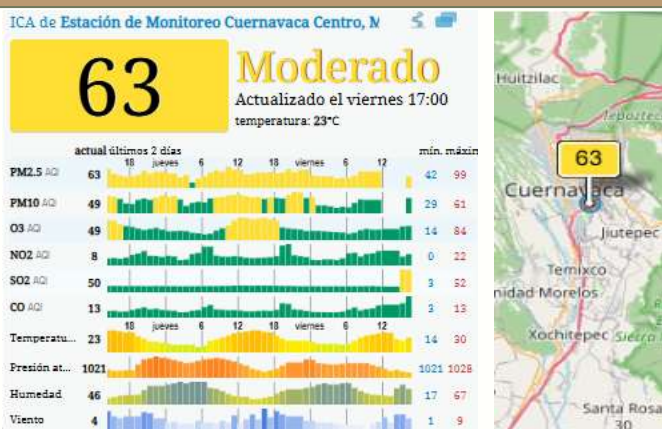 ICA de Estación de Monitoreo Cuernavaca Centro, M
63
Moderado
Actualizado el viernes 17:00
temperatura: 23°C
actual últimos 2 días mín. máxin
18 jueves 6 12 18 viernes 6 12
PM2.5 AQI 63 42 99
PM10 AQI 49 29 61
O3 AQI 49 14 84
NO2 AQI 8 0 22
SO2 AQI 50 3 52
CO AQI 13 3 13
18 jueves 6 12 18 viernes 6 12
Temperatu... 23 14 30
Presión at... 1021 1021 1028
Humedad 46 17 67
Viento 4 1 9
Huitzilac
Tepoztec
63
Cuernavaca
Jiutepec
Temixco
nidad Morelos
Xochitepec Sierra
Santa Rosa
30